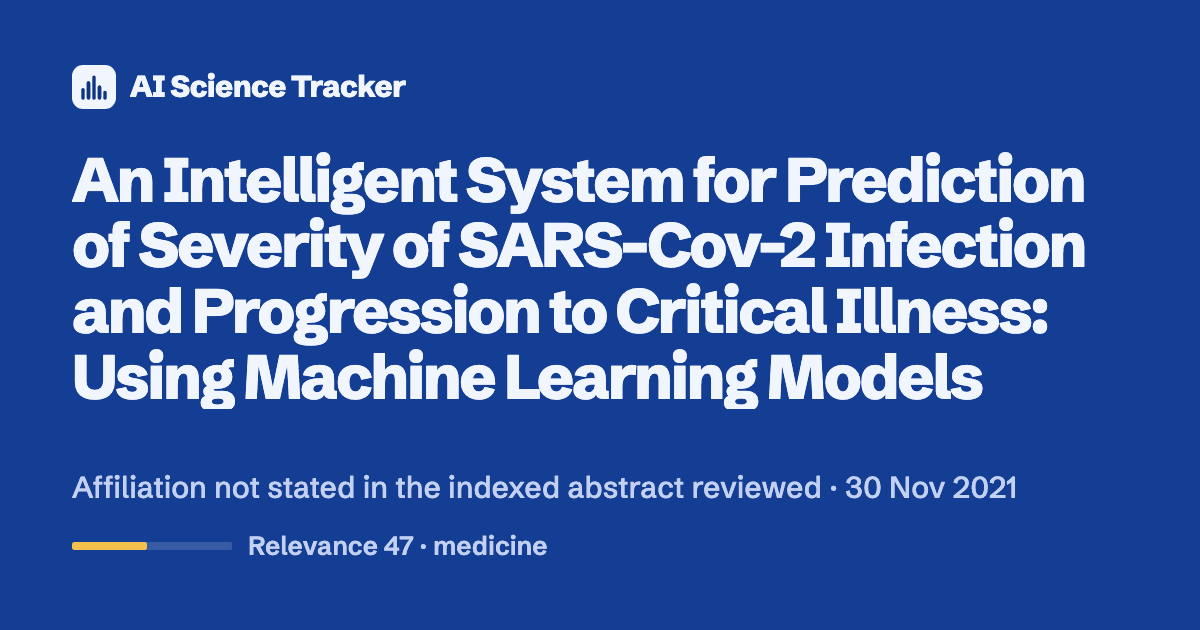 AI Science Tracker
An Intelligent System for Prediction
of Severity of SARS-Cov-2 Infection
and Progression to Critical Illness:
Using Machine Learning Models
Affiliation not stated in the indexed abstract reviewed · 30 Nov 2021
Relevance 47 · medicine